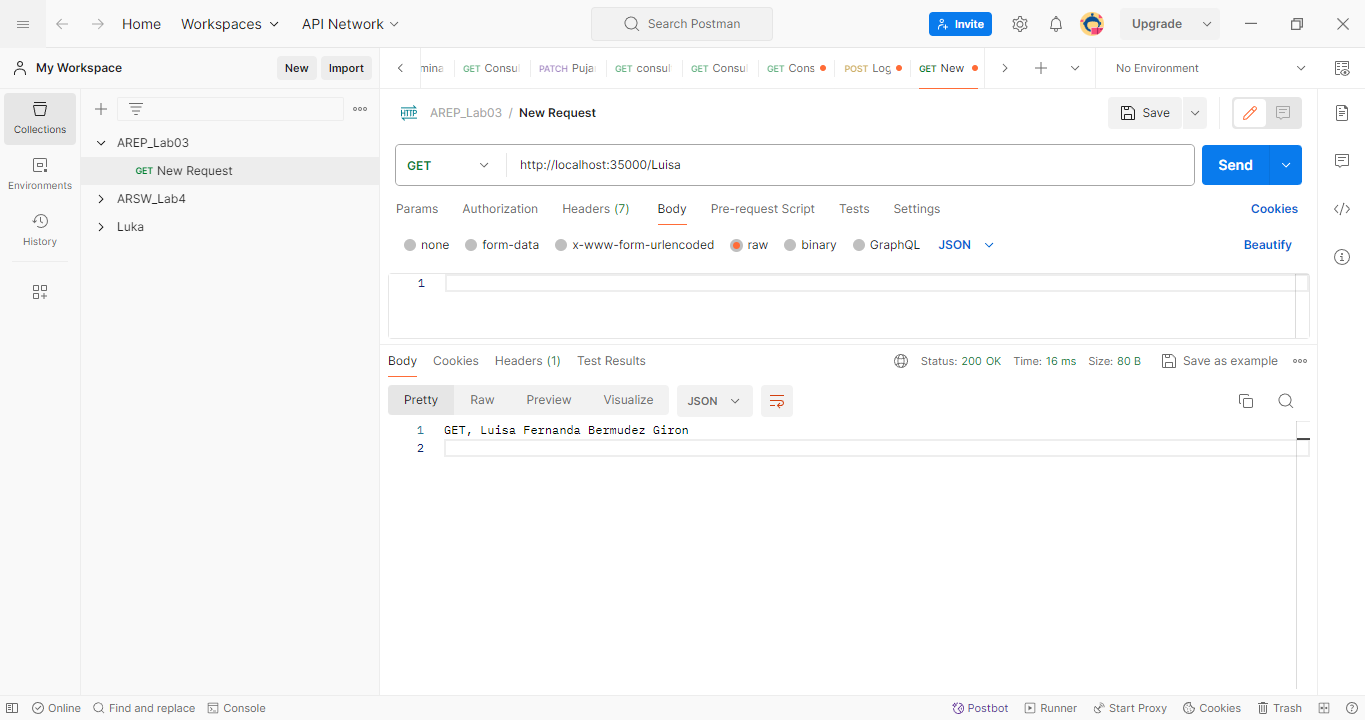 Home Workspaces API Network Search Postman Invite Upgrade
My Workspace New Import
mina GET Consul PATCH Puja GET consul GET Consul GET Cons POST Log GET New No Environment
Collections
Environments
History
AREP_Lab03
GET New Request
ARSW_Lab4
Luka
HTTP AREP_Lab03 / New Request Save
GET http://localhost:35000/Luisa Send
Params Authorization Headers (7) Body Pre-request Script Tests Settings Cookies
none form-data x-www-form-urlencoded raw binary GraphQL JSON Beautify
1
Body Cookies Headers (1) Test Results Status: 200 OK Time: 16 ms Size: 80 B Save as example
Pretty Raw Preview Visualize JSON
1 GET, Luisa Fernanda Bermudez Giron
2
Online Find and replace Console Postbot Runner Start Proxy Cookies Trash